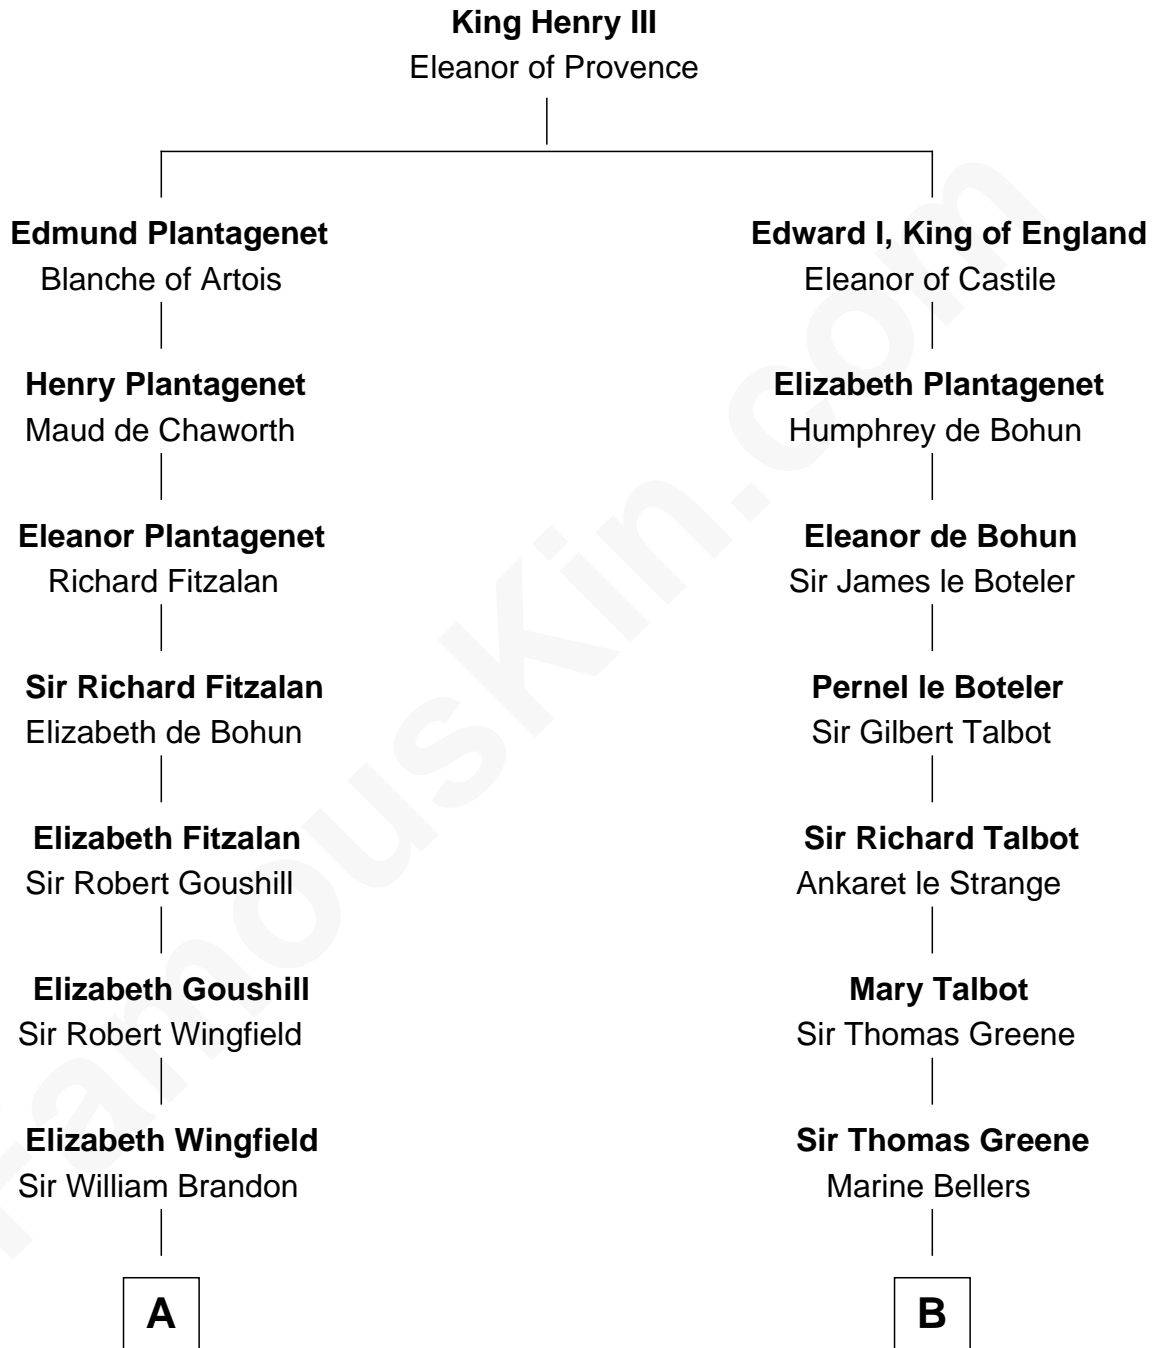 King Henry III
Eleanor of Provence
Edmund Plantagenet
Blanche of Artois
Edward I, King of England
Eleanor of Castile
Henry Plantagenet
Maud de Chaworth
Elizabeth Plantagenet
Humphrey de Bohun
Eleanor Plantagenet
Richard Fitzalan
Eleanor de Bohun
Sir James le Boteler
Sir Richard Fitzalan
Elizabeth de Bohun
Pernel le Boteler
Sir Gilbert Talbot
Elizabeth Fitzalan
Sir Robert Goushill
Sir Richard Talbot
Ankaret le Strange
Elizabeth Goushill
Sir Robert Wingfield
Mary Talbot
Sir Thomas Greene
Elizabeth Wingfield
Sir William Brandon
Sir Thomas Greene
Marine Bellers
A
B
FamousKin.com